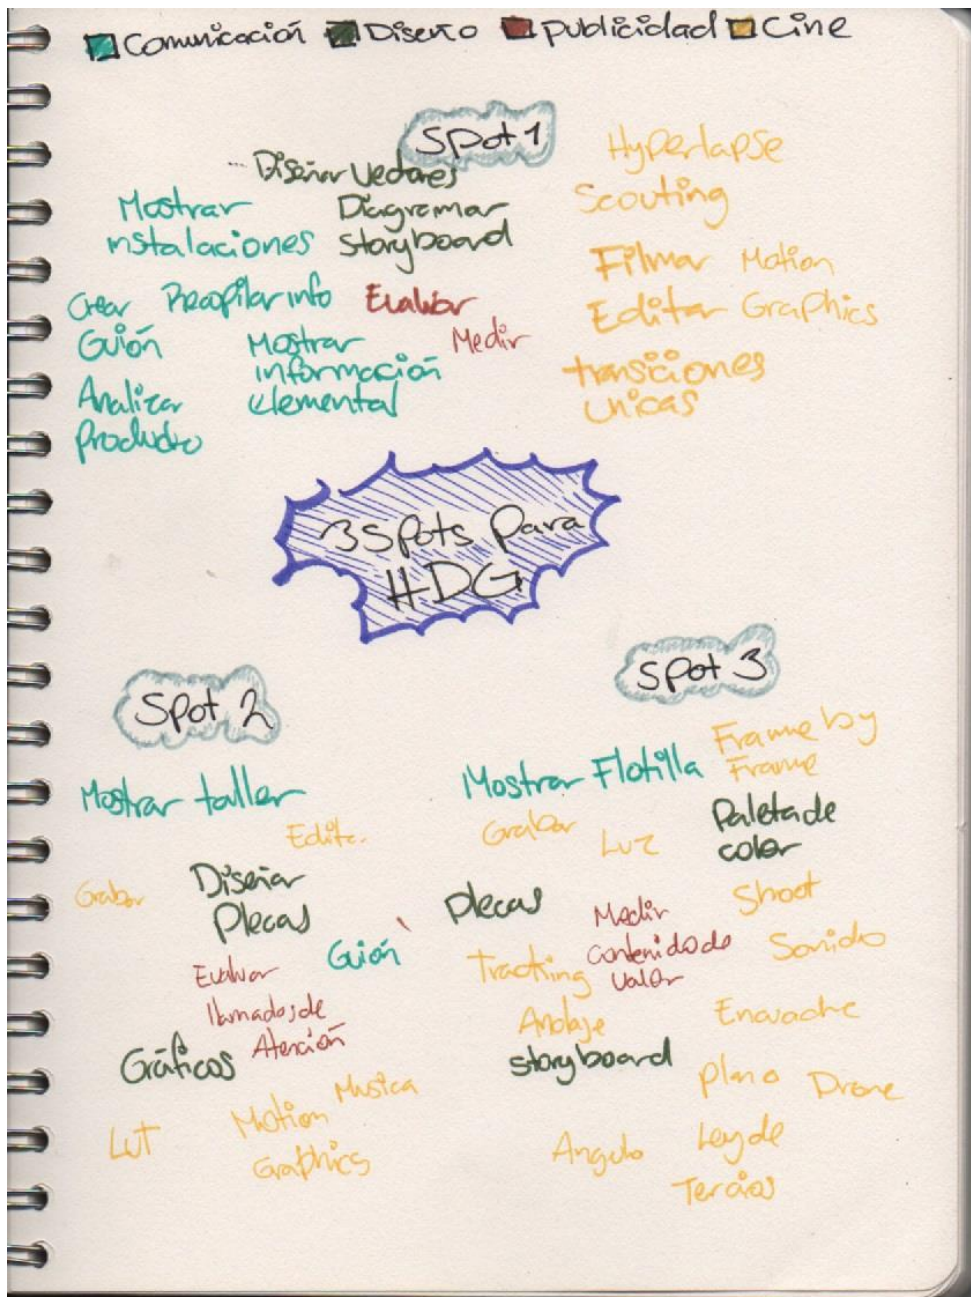 Comunicación Diseño Publicidad Cine
Spot 1
Diseñar Vectores
Mostrar
instalaciones
Diagramar
Storyboard
Hyperlapse
Scouting
Filmar
Editar
Motion
Graphics
transiciones
unicas
Crear
Guión
Recopilar info
Evaluar
Medir
Mostrar
información
elemental
Analizar
Producto
3 Spots Para
HDG
Spot 2
Mostrar taller
Edita.
Grabar
Diseñar
Plecas
Guión
Evaluar
llamados de
Atención
Gráficos
Musica
LUT
Motion
Graphics
Spot 3
Mostrar Flotilla
Frame by
Frame
Grabar
Luz
Paleta de
color
Plecas
Medir
Contenido de
valor
Shoot
Sonido
Tracking
Anclaje
Storyboard
Encuadre
Plano
Drone
Angulo
Ley de
Tercios